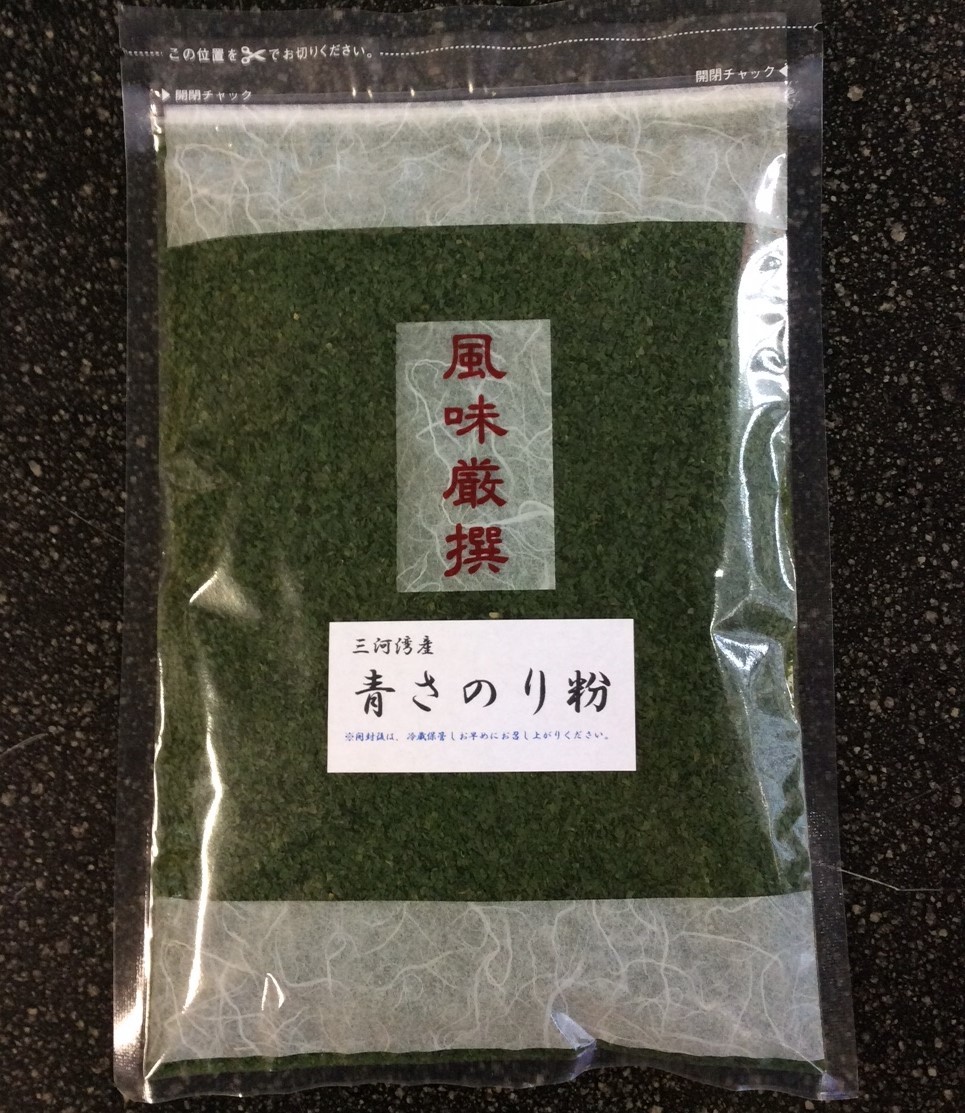 この位置を✂でお切りください。
開閉チャック
開閉チャック
風味厳撰
三河湾産
青さのり粉
※開封後は、冷蔵保管しお早めにお召し上がりください。